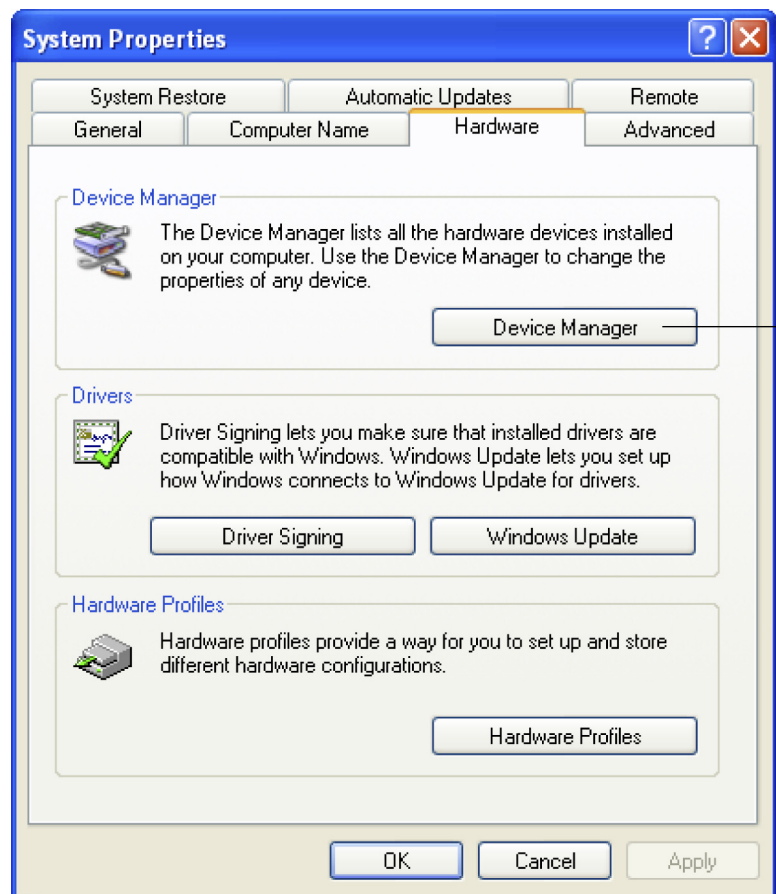 System Properties
System Restore
Automatic Updates
Remote
General
Computer Name
Hardware
Advanced
Device Manager
The Device Manager lists all the hardware devices installed
on your computer. Use the Device Manager to change the
properties of any device.
Device Manager
Drivers
Driver Signing lets you make sure that installed drivers are
compatible with Windows. Windows Update lets you set up
how Windows connects to Windows Update for drivers.
Driver Signing
Windows Update
Hardware Profiles
Hardware profiles provide a way for you to set up and store
different hardware configurations.
Hardware Profiles
OK
Cancel
Apply